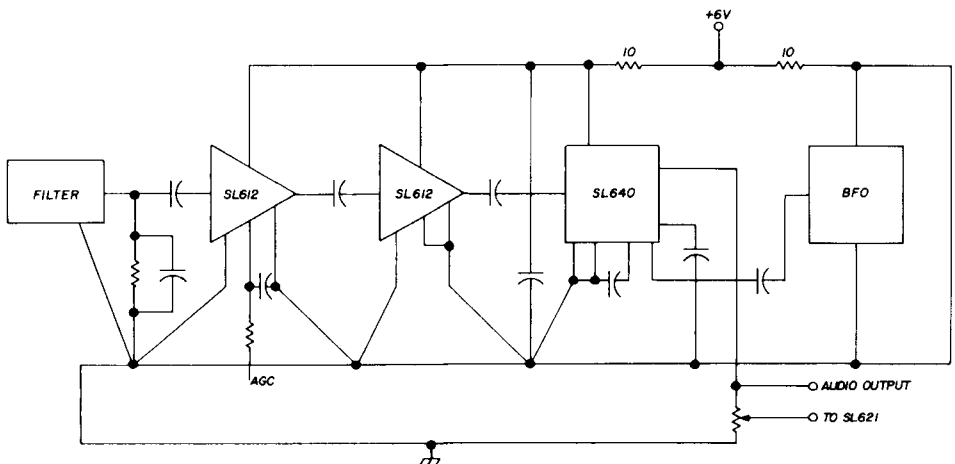 +6V
10
10
FILTER
SL612
SL612
SL640
BFO
AGC
AUDIO OUTPUT
TO SL621